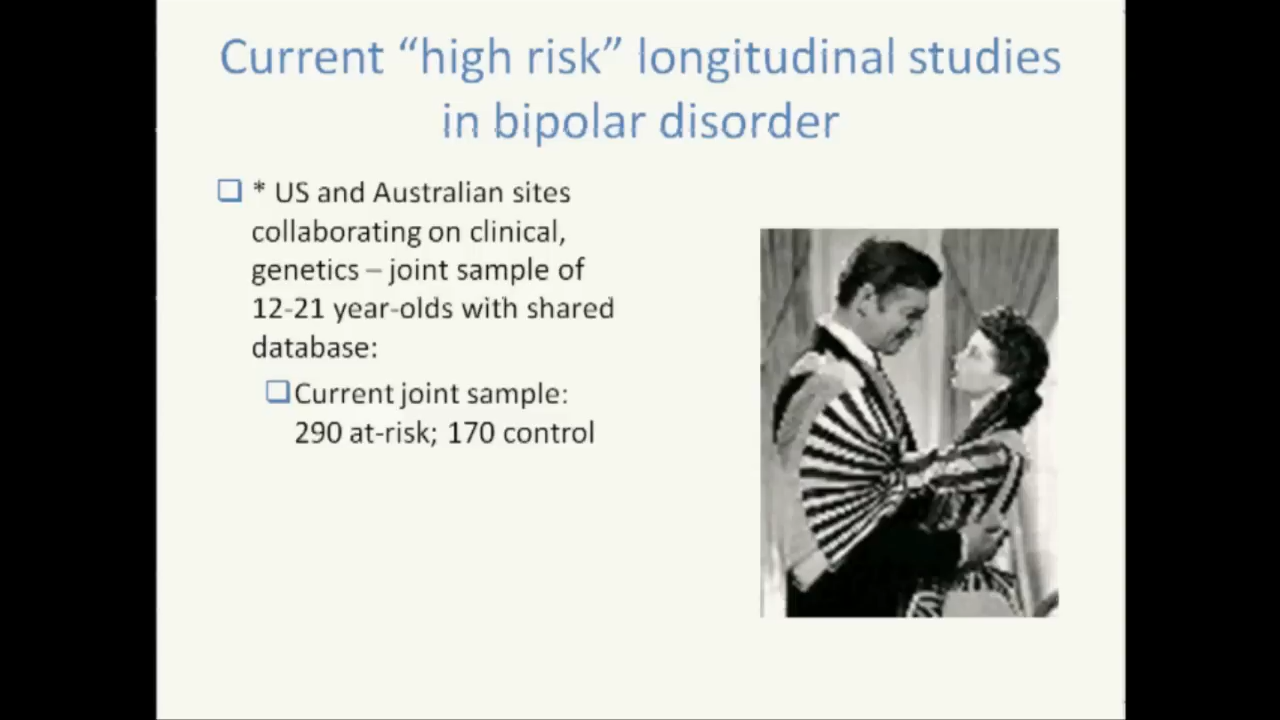 Current “high risk” longitudinal studies
in bipolar disorder
* US and Australian sites
collaborating on clinical,
genetics – joint sample of
12-21 year-olds with shared
database:
Current joint sample:
290 at-risk; 170 control